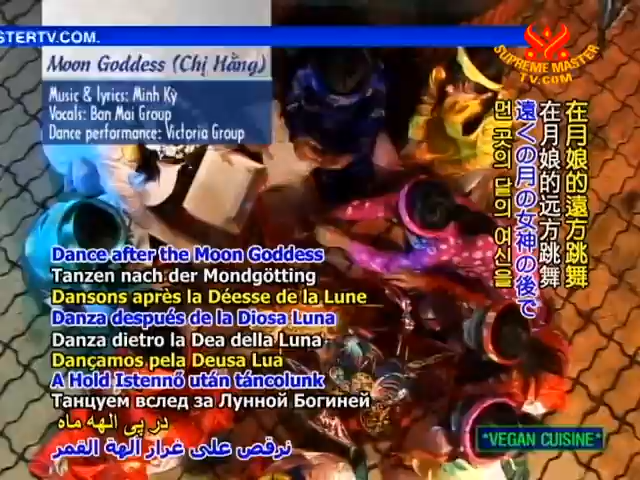 STERTV.COM.
SUPREME MASTER
TV.COM
Moon Goddess (Chị Hằng)
Music & lyrics: Minh Kỳ
Vocals: Ban Mai Group
Dance performance: Victoria Group
在月娘的遠方跳舞
在月娘的远方跳舞
遠くの月の女神の後で
먼 곳의 달의 여신을
Dance after the Moon Goddess
Tanzen nach der Mondgötting
Dansons après la Déesse de la Lune
Danza después de la Diosa Luna
Danza dietro la Dea della Luna
Dançamos pela Deusa Lua
A Hold Istennő után táncolunk
Танцуем вслед за Лунной Богиней
در پی الهه ماه
نرقص على غرار آلهة القمر
*VEGAN CUISINE*